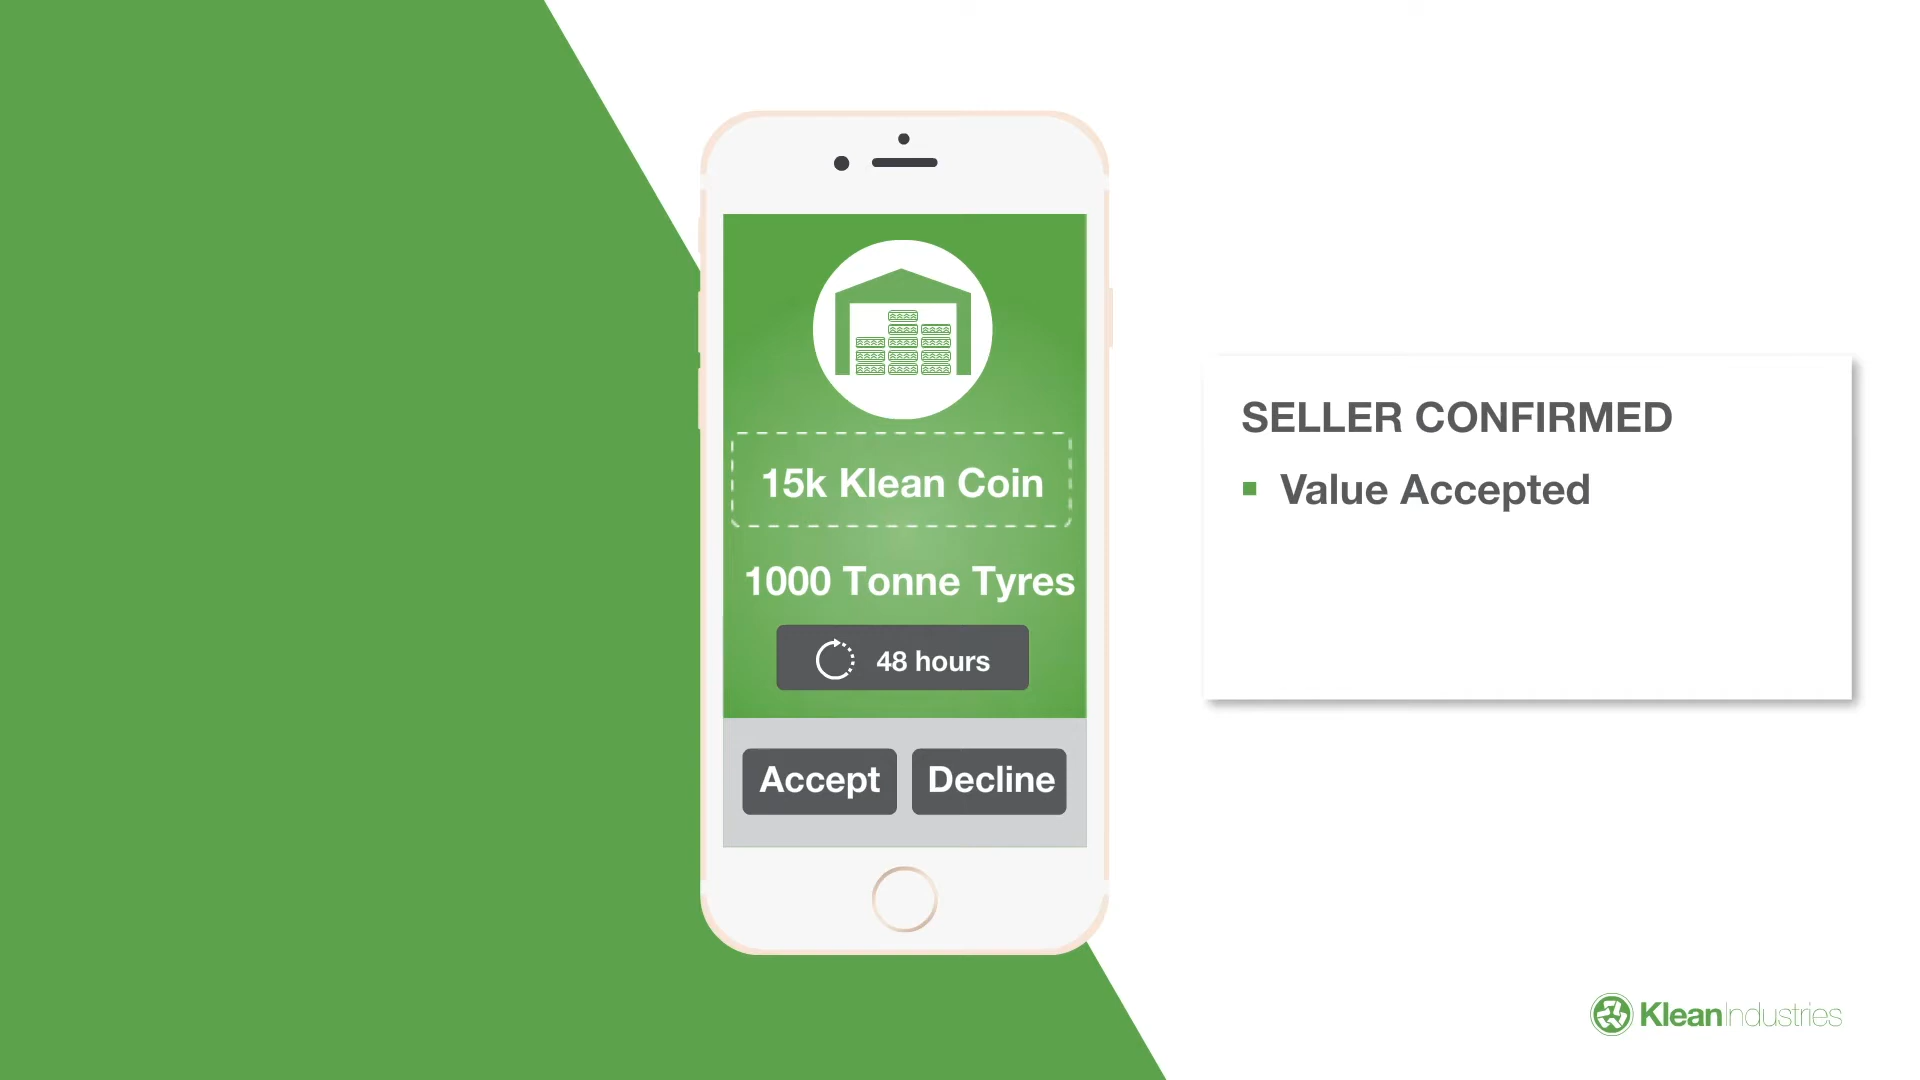 15k Klean Coin
1000 Tonne Tyres
48 hours
Accept Decline
SELLER CONFIRMED
Value Accepted
KleanIndustries